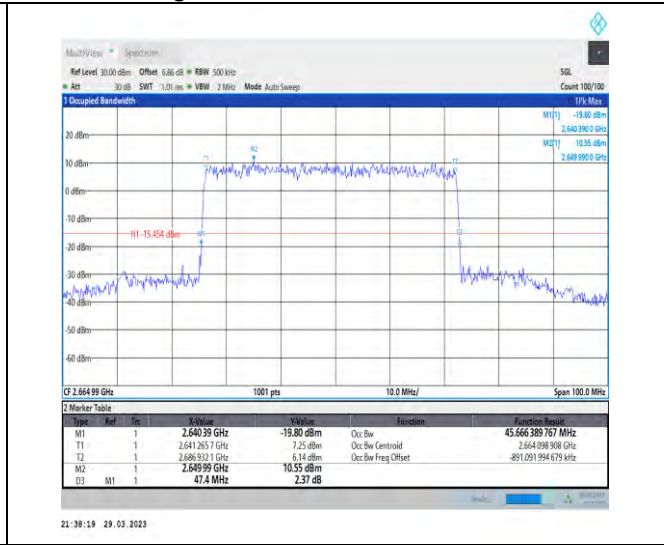 MultiView Spectrum
Ref Level 30.00 dBm Offset 6.86 dB RBW 500 kHz SGL
Att 30 dB SWT 1.01 ms VBW 2 MHz Mode Auto Sweep Count 100/100
1 Occupied Bandwidth 1Pk Max
M1[1] -19.80 dBm
2.640 390 0 GHz
20 dBm
M2[1] 10.55 dBm
2.649 990 0 GHz
M2
T1 T2
10 dBm
0 dBm
-10 dBm
H1 -15.454 dBm M1 D3
-20 dBm
-30 dBm
-40 dBm
-50 dBm
-60 dBm
CF 2.664 99 GHz 1001 pts 10.0 MHz/ Span 100.0 MHz
2 Marker Table
Type Ref Trc X-Value Y-Value Function Function Result
M1 1 2.640 39 GHz -19.80 dBm Occ Bw 45.666 389 767 MHz
T1 1 2.641 265 7 GHz 7.25 dBm Occ Bw Centroid 2.664 098 908 GHz
T2 1 2.686 932 1 GHz 6.14 dBm Occ Bw Freq Offset -891.091 994 679 kHz
M2 1 2.649 99 GHz 10.55 dBm
D3 M1 1 47.4 MHz 2.37 dB
21:38:19 29.03.2023